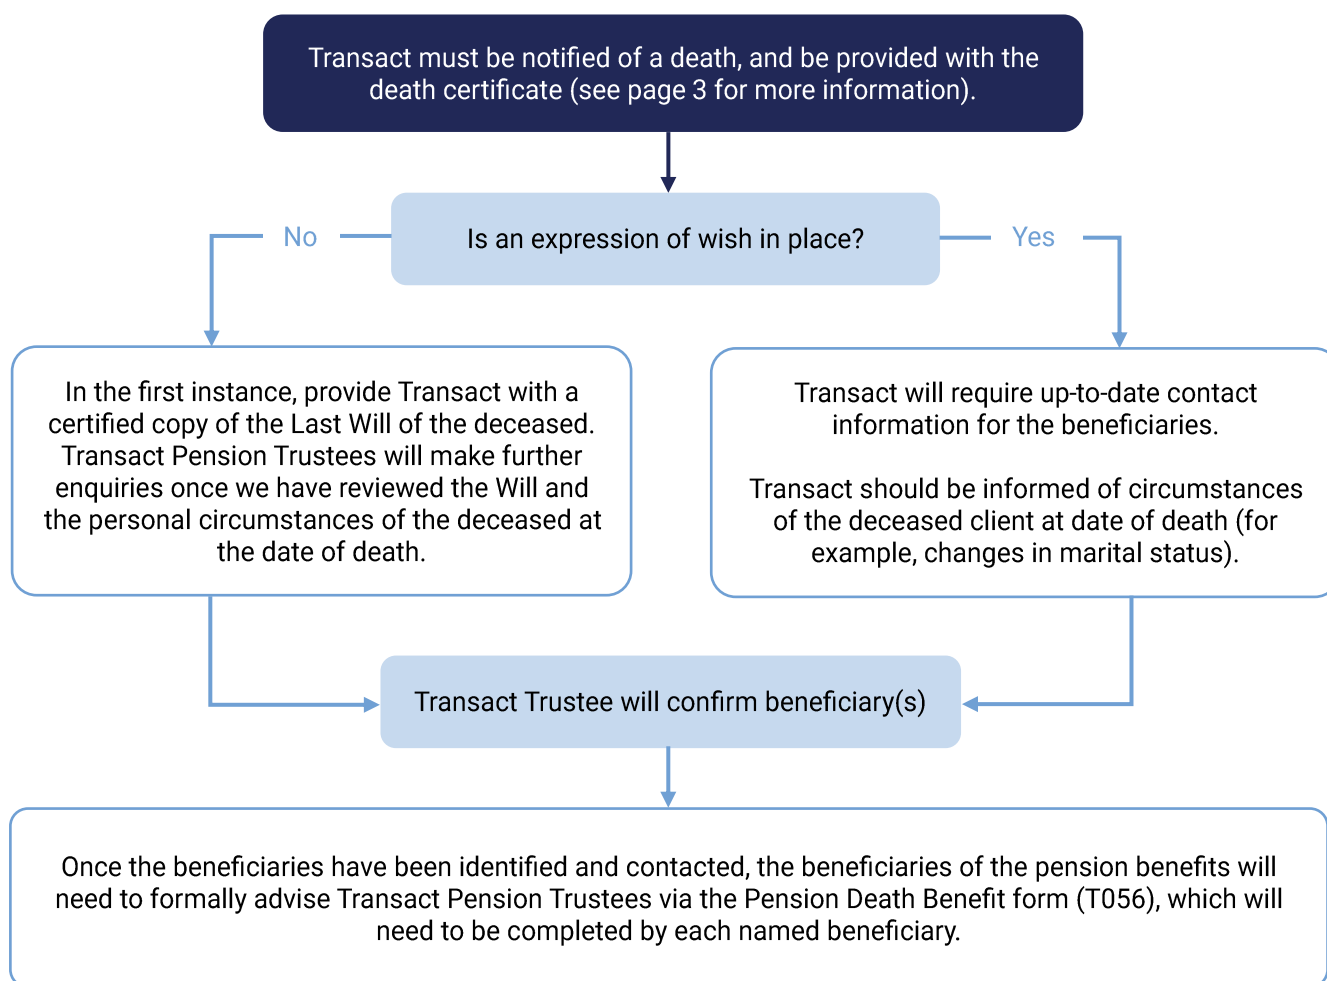 Transact must be notified of a death, and be provided with the
death certificate (see page 3 for more information).
Is an expression of wish in place?
No
Yes
In the first instance, provide Transact with a
certified copy of the Last Will of the deceased.
Transact Pension Trustees will make further
enquiries once we have reviewed the Will and
the personal circumstances of the deceased at
the date of death.
Transact will require up-to-date contact
information for the beneficiaries.
Transact should be informed of circumstances
of the deceased client at date of death (for
example, changes in marital status).
Transact Trustee will confirm beneficiary(s)
Once the beneficiaries have been identified and contacted, the beneficiaries of the pension benefits will
need to formally advise Transact Pension Trustees via the Pension Death Benefit form (T056), which will
need to be completed by each named beneficiary.